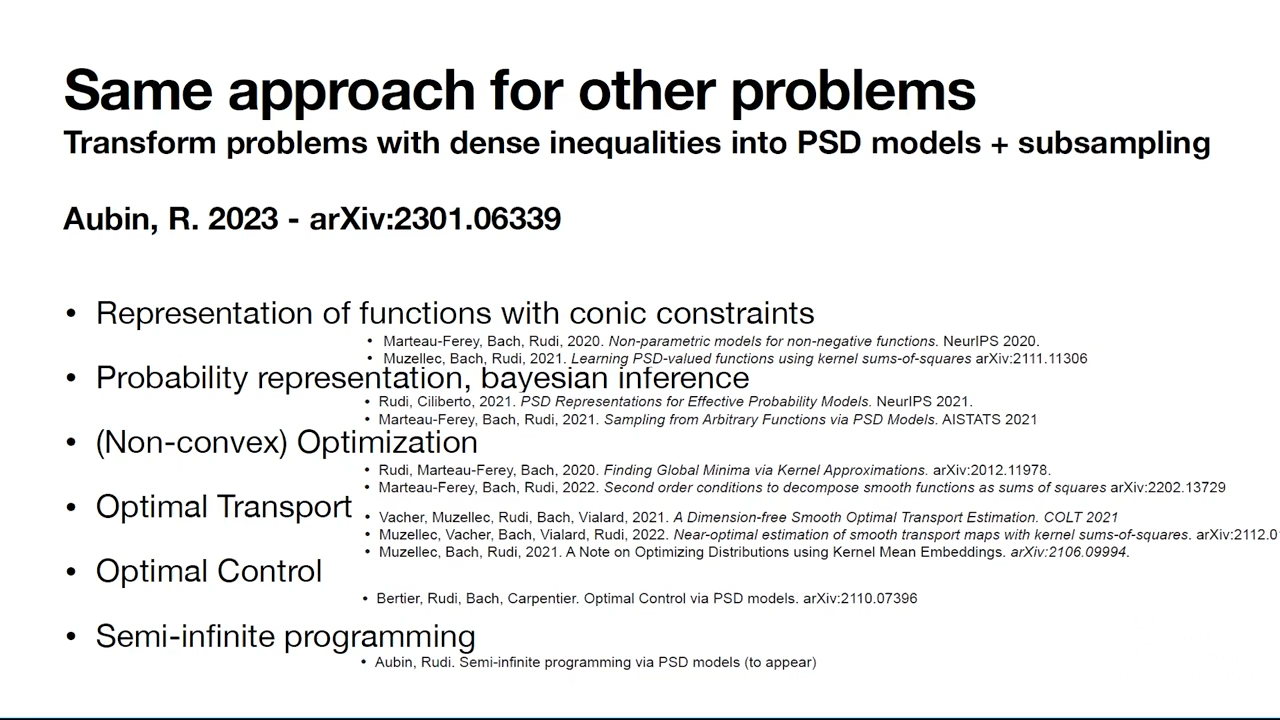 Same approach for other problems
Transform problems with dense inequalities into PSD models + subsampling
Aubin, R. 2023 - arXiv:2301.06339
• Representation of functions with conic constraints
• Marteau-Ferey, Bach, Rudi, 2020. Non-parametric models for non-negative functions. NeurIPS 2020.
• Muzellec, Bach, Rudi, 2021. Learning PSD-valued functions using kernel sums-of-squares arXiv:2111.11306
• Probability representation, bayesian inference
• Rudi, Ciliberto, 2021. PSD Representations for Effective Probability Models. NeurIPS 2021.
• Marteau-Ferey, Bach, Rudi, 2021. Sampling from Arbitrary Functions via PSD Models. AISTATS 2021
• (Non-convex) Optimization
• Rudi, Marteau-Ferey, Bach, 2020. Finding Global Minima via Kernel Approximations. arXiv:2012.11978.
• Marteau-Ferey, Bach, Rudi, 2022. Second order conditions to decompose smooth functions as sums of squares arXiv:2202.13729
• Optimal Transport
• Vacher, Muzellec, Rudi, Bach, Vialard, 2021. A Dimension-free Smooth Optimal Transport Estimation. COLT 2021
• Muzellec, Vacher, Bach, Vialard, Rudi, 2022. Near-optimal estimation of smooth transport maps with kernel sums-of-squares. arXiv:2112.0
• Muzellec, Bach, Rudi, 2021. A Note on Optimizing Distributions using Kernel Mean Embeddings. arXiv:2106.09994.
• Optimal Control
• Bertier, Rudi, Bach, Carpentier. Optimal Control via PSD models. arXiv:2110.07396
• Semi-infinite programming
• Aubin, Rudi. Semi-infinite programming via PSD models (to appear)